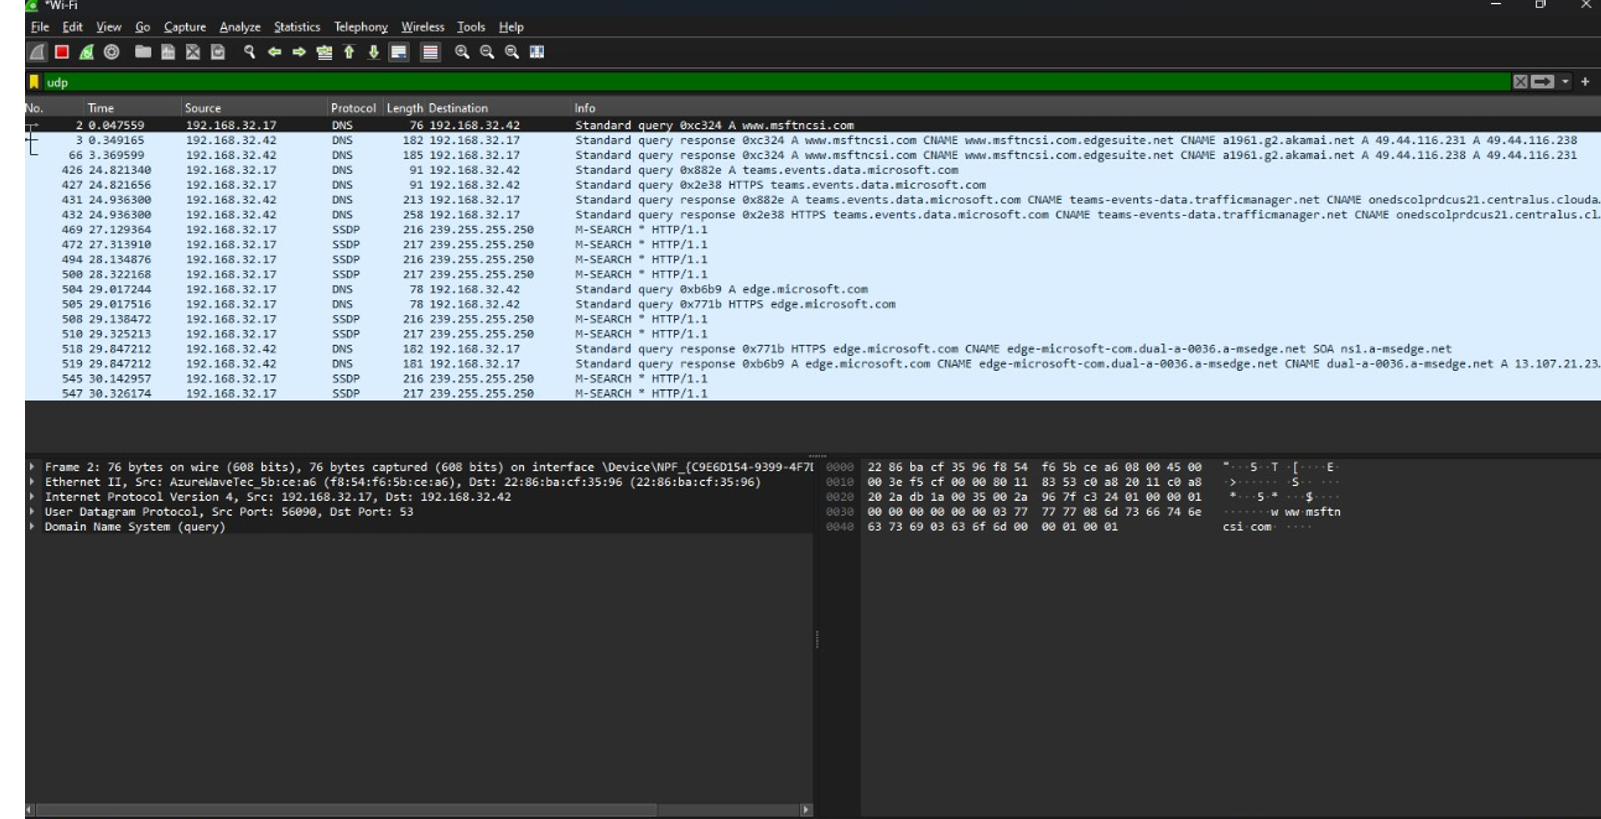 *Wi-Fi
File Edit View Go Capture Analyze Statistics Telephony Wireless Tools Help
udp
No. Time Source Protocol Length Destination Info
2 0.047559 192.168.32.17 DNS 76 192.168.32.42 Standard query 0xc324 A www.msftncsi.com
3 0.349165 192.168.32.42 DNS 182 192.168.32.17 Standard query response 0xc324 A www.msftncsi.com CNAME www.msftncsi.com.edgesuite.net CNAME a1961.g2.akamai.net A 49.44.116.231 A 49.44.116.238
66 3.369599 192.168.32.42 DNS 185 192.168.32.17 Standard query response 0xc324 A www.msftncsi.com CNAME www.msftncsi.com.edgesuite.net CNAME a1961.g2.akamai.net A 49.44.116.238 A 49.44.116.231
426 24.821340 192.168.32.17 DNS 91 192.168.32.42 Standard query 0x882e A teams.events.data.microsoft.com
427 24.821656 192.168.32.17 DNS 91 192.168.32.42 Standard query 0x2e38 HTTPS teams.events.data.microsoft.com
431 24.936300 192.168.32.42 DNS 213 192.168.32.17 Standard query response 0x882e A teams.events.data.microsoft.com CNAME teams-events-data.trafficmanager.net CNAME onedscolprdcus21.centralus.clouda…
432 24.936300 192.168.32.42 DNS 258 192.168.32.17 Standard query response 0x2e38 HTTPS teams.events.data.microsoft.com CNAME teams-events-data.trafficmanager.net CNAME onedscolprdcus21.centralus.cl…
469 27.129364 192.168.32.17 SSDP 216 239.255.255.250 M-SEARCH * HTTP/1.1
472 27.313910 192.168.32.17 SSDP 217 239.255.255.250 M-SEARCH * HTTP/1.1
494 28.134876 192.168.32.17 SSDP 216 239.255.255.250 M-SEARCH * HTTP/1.1
500 28.322168 192.168.32.17 SSDP 217 239.255.255.250 M-SEARCH * HTTP/1.1
504 29.017244 192.168.32.17 DNS 78 192.168.32.42 Standard query 0xb6b9 A edge.microsoft.com
505 29.017516 192.168.32.17 DNS 78 192.168.32.42 Standard query 0x771b HTTPS edge.microsoft.com
508 29.138472 192.168.32.17 SSDP 216 239.255.255.250 M-SEARCH * HTTP/1.1
510 29.325213 192.168.32.17 SSDP 217 239.255.255.250 M-SEARCH * HTTP/1.1
518 29.847212 192.168.32.42 DNS 182 192.168.32.17 Standard query response 0x771b HTTPS edge.microsoft.com CNAME edge-microsoft-com.dual-a-0036.a-msedge.net SOA ns1.a-msedge.net
519 29.847212 192.168.32.42 DNS 181 192.168.32.17 Standard query response 0xb6b9 A edge.microsoft.com CNAME edge-microsoft-com.dual-a-0036.a-msedge.net CNAME dual-a-0036.a-msedge.net A 13.107.21.23…
545 30.142957 192.168.32.17 SSDP 216 239.255.255.250 M-SEARCH * HTTP/1.1
547 30.326174 192.168.32.17 SSDP 217 239.255.255.250 M-SEARCH * HTTP/1.1
Frame 2: 76 bytes on wire (608 bits), 76 bytes captured (608 bits) on interface \Device\NPF_{C9E6D154-9399-4F7D
Ethernet II, Src: AzureWaveTec_5b:ce:a6 (f8:54:f6:5b:ce:a6), Dst: 22:86:ba:cf:35:96 (22:86:ba:cf:35:96)
Internet Protocol Version 4, Src: 192.168.32.17, Dst: 192.168.32.42
User Datagram Protocol, Src Port: 56090, Dst Port: 53
Domain Name System (query)
0000 22 86 ba cf 35 96 f8 54 f6 5b ce a6 08 00 45 00 "···5··T ·[····E·
0010 00 3e f5 cf 00 00 80 11 83 53 c0 a8 20 11 c0 a8 ·>······ ·S·· ···
0020 20 2a db 1a 00 35 00 2a 96 7f c3 24 01 00 00 01 *···5·* ···$····
0030 00 00 00 00 00 00 03 77 77 77 08 6d 73 66 74 6e ·······w ww·msftn
0040 63 73 69 03 63 6f 6d 00 00 01 00 01 csi·com· ····